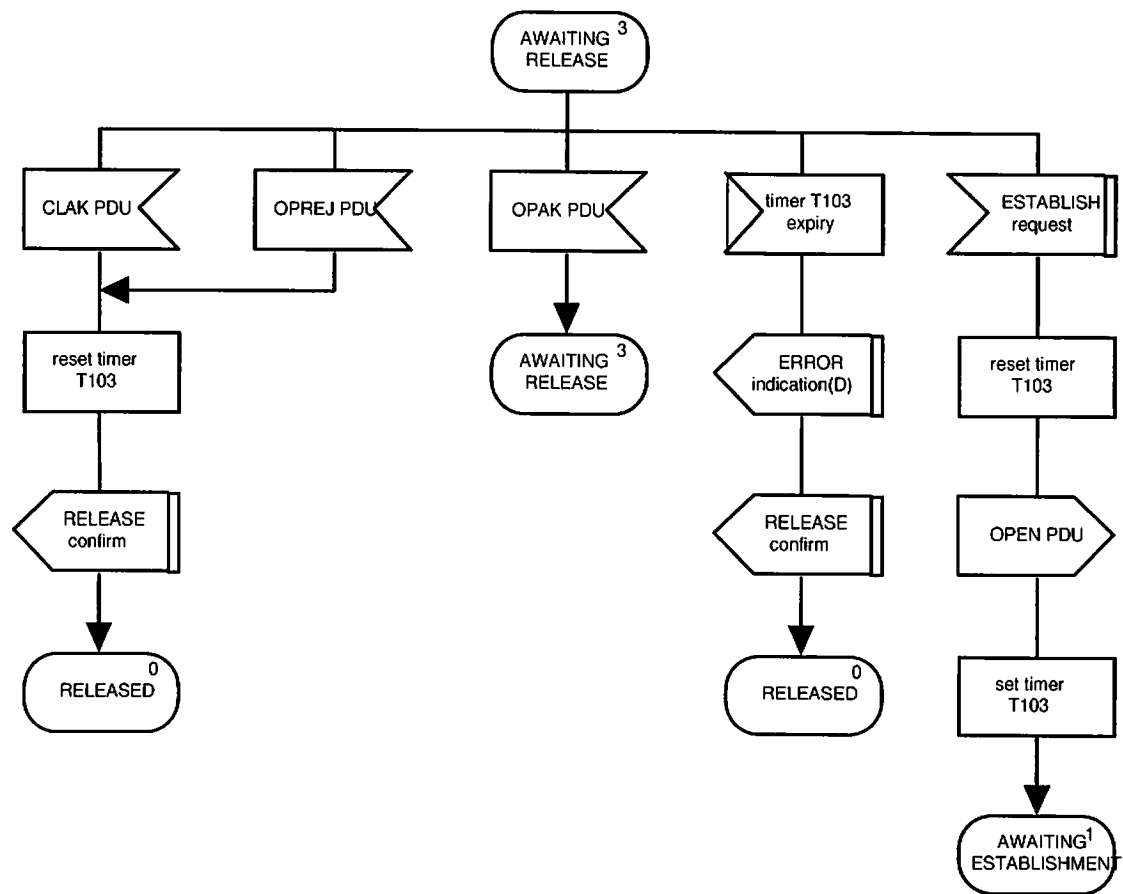 AWAITING 3
RELEASE
CLAK PDU
OPREJ PDU
OPAK PDU
timer T103
expiry
ESTABLISH
request
reset timer
T103
AWAITING 3
RELEASE
ERROR
indication(D)
reset timer
T103
RELEASE
confirm
RELEASE
confirm
OPEN PDU
0
RELEASED
0
RELEASED
set timer
T103
AWAITING 1
ESTABLISHMENT